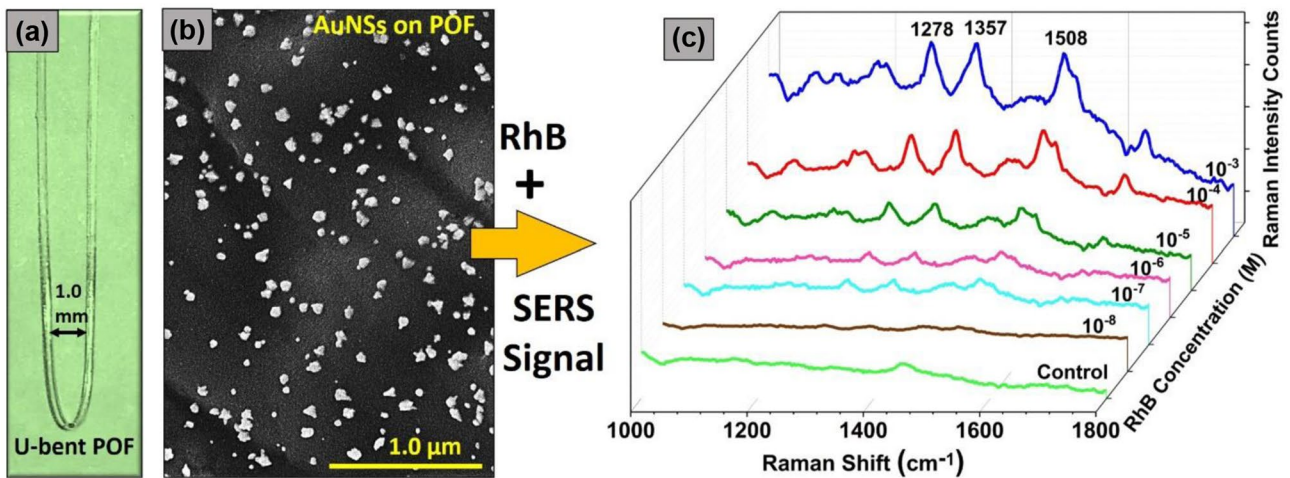 (a)
1.0
mm
U-bent POF
(b)
AuNSs on POF
1.0 µm
RhB
+
SERS
Signal
(c)
1278 1357 1508
10⁻³
10⁻⁴
10⁻⁵
10⁻⁶
10⁻⁷
10⁻⁸
Control
Raman Intensity Counts
RhB Concentration (M)
1000 1200 1400 1600 1800
Raman Shift (cm⁻¹)